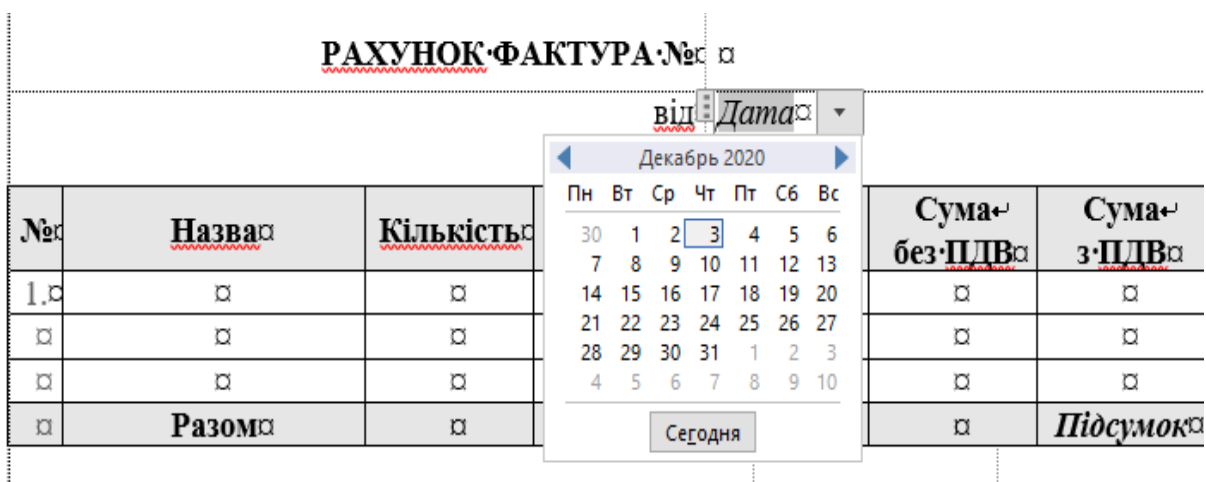 РАХУНОК·ФАКТУРА·№¤ ¤
від¤ Дата¤
Декабрь 2020
Пн Вт Ср Чт Пт Сб Вс
30 1 2 3 4 5 6
7 8 9 10 11 12 13
14 15 16 17 18 19 20
21 22 23 24 25 26 27
28 29 30 31 1 2 3
4 5 6 7 8 9 10
Сегодня
№¤ Назва¤ Кількість¤ Сума↵ Сума↵
без·ПДВ¤ з·ПДВ¤
1.¤ ¤ ¤ ¤ ¤
¤ ¤ ¤ ¤ ¤
¤ ¤ ¤ ¤ ¤
¤ Разом¤ ¤ ¤ Підсумок¤